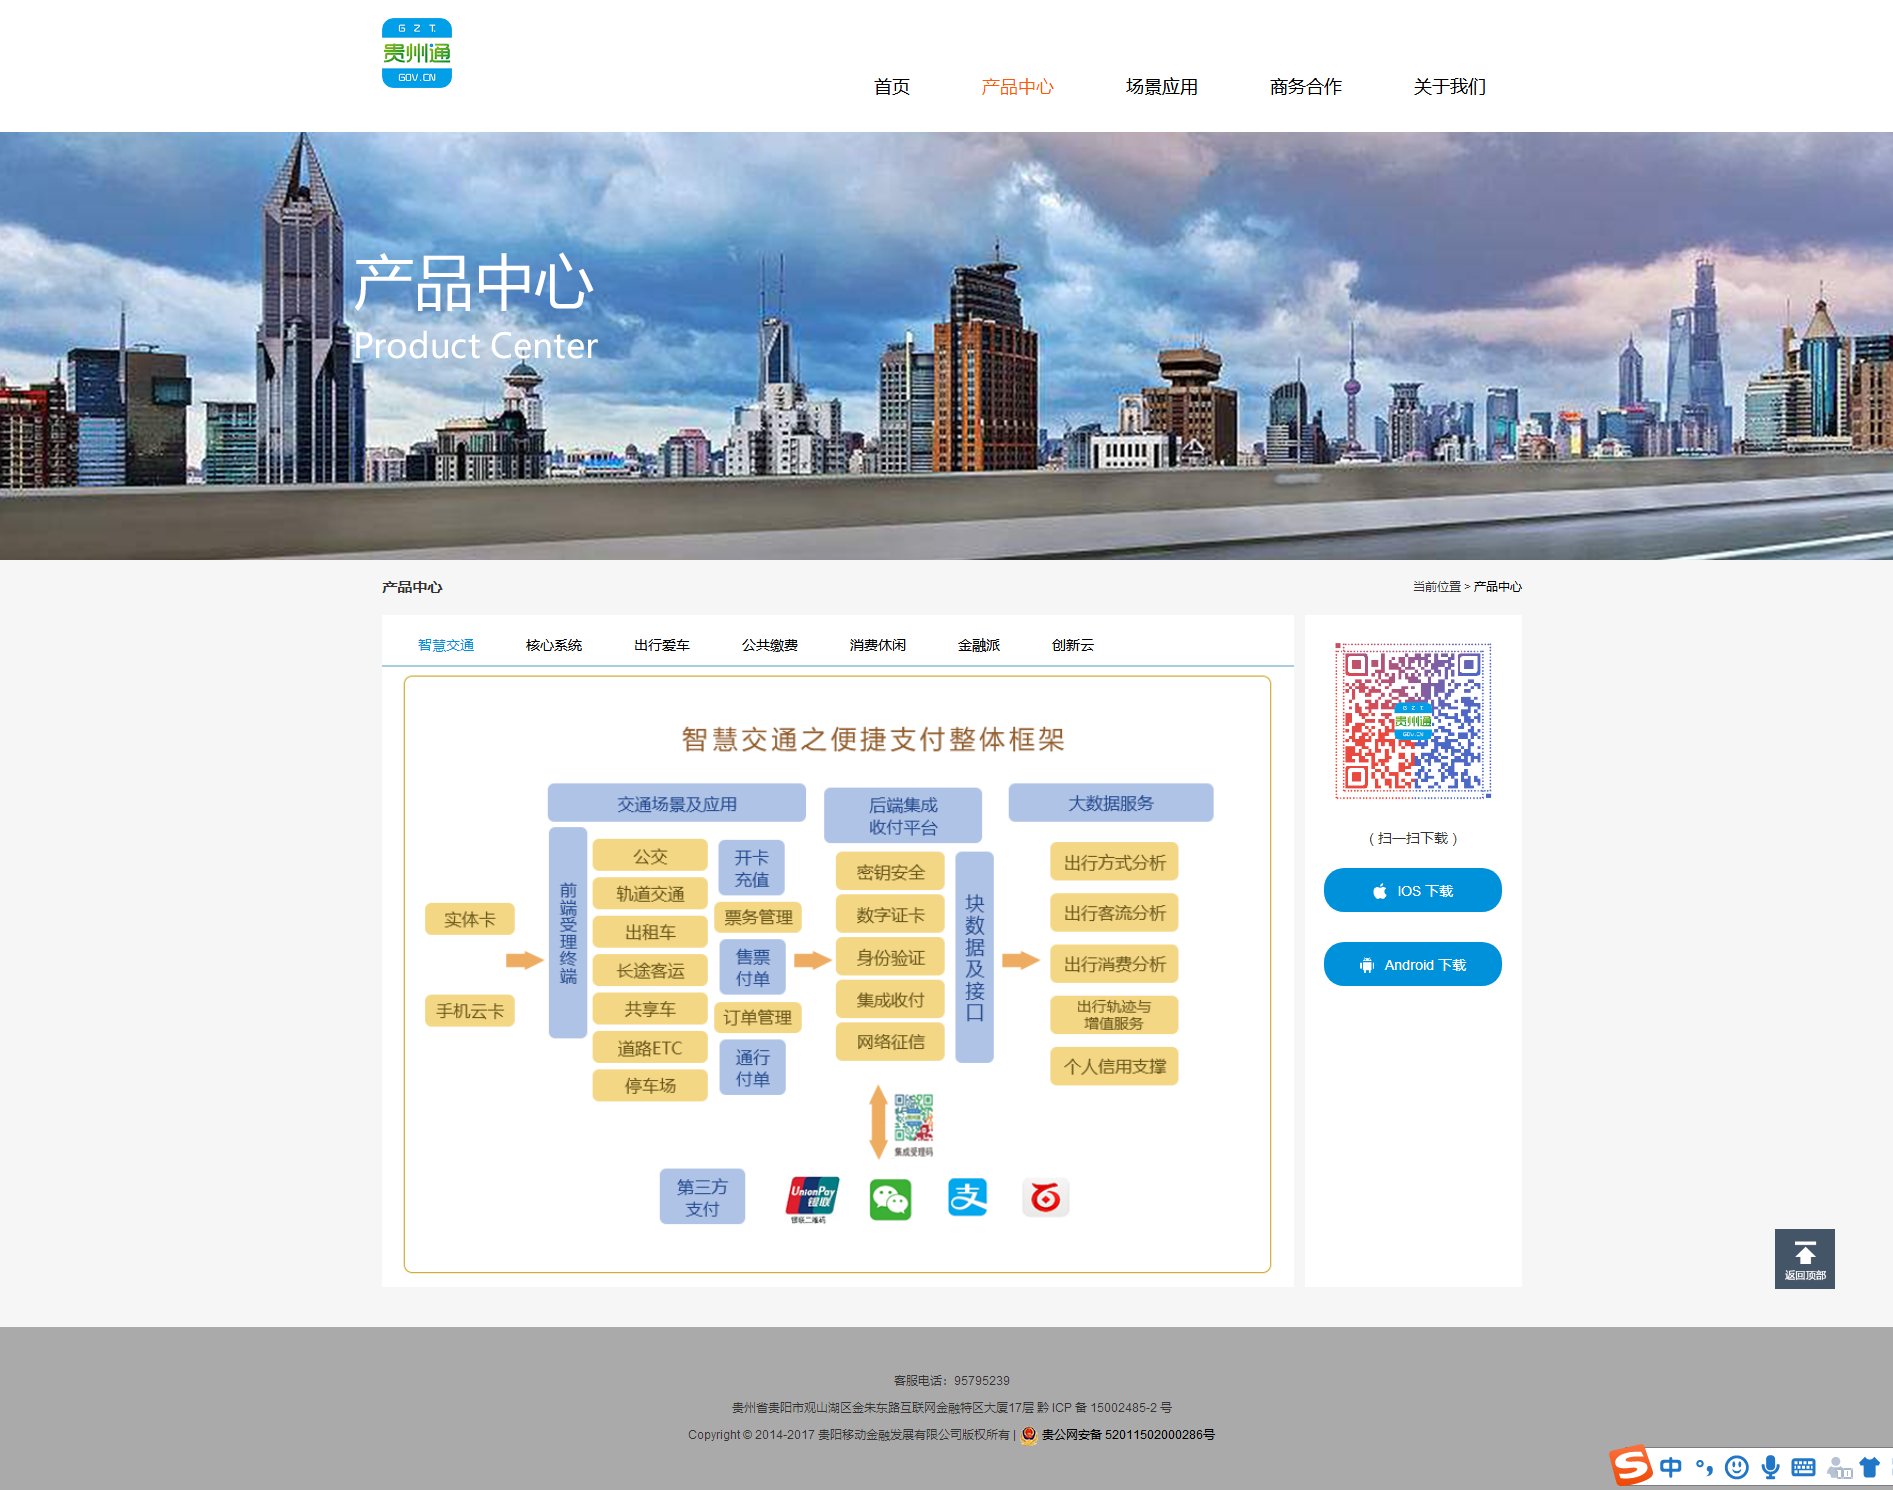 G Z T.
贵州通
GOV.CN
首页
产品中心
场景应用
商务合作
关于我们
产品中心
Product Center
产品中心
当前位置 > 产品中心
智慧交通
核心系统
出行爱车
公共缴费
消费休闲
金融派
创新云
智慧交通之便捷支付整体框架
实体卡
手机云卡
交通场景及应用
前端受理终端
公交
轨道交通
出租车
长途客运
共享车
道路ETC
停车场
开卡
充值
票务管理
售票
付单
订单管理
通行
付单
后端集成
收付平台
密钥安全
数字证卡
身份验证
集成收付
网络征信
块数据及接口
大数据服务
出行方式分析
出行客流分析
出行消费分析
出行轨迹与
增值服务
个人信用支撑
集成受理码
第三方
支付
UnionPay
银联
银联二维码
支
G Z T.
贵州通
GOV.CN
（扫一扫下载）
IOS 下载
Android 下载
返回顶部
客服电话：95795239
贵州省贵阳市观山湖区金朱东路互联网金融特区大厦17层 黔 ICP 备 15002485-2 号
Copyright © 2014-2017 贵阳移动金融发展有限公司版权所有 | 贵公网安备 52011502000286号
中